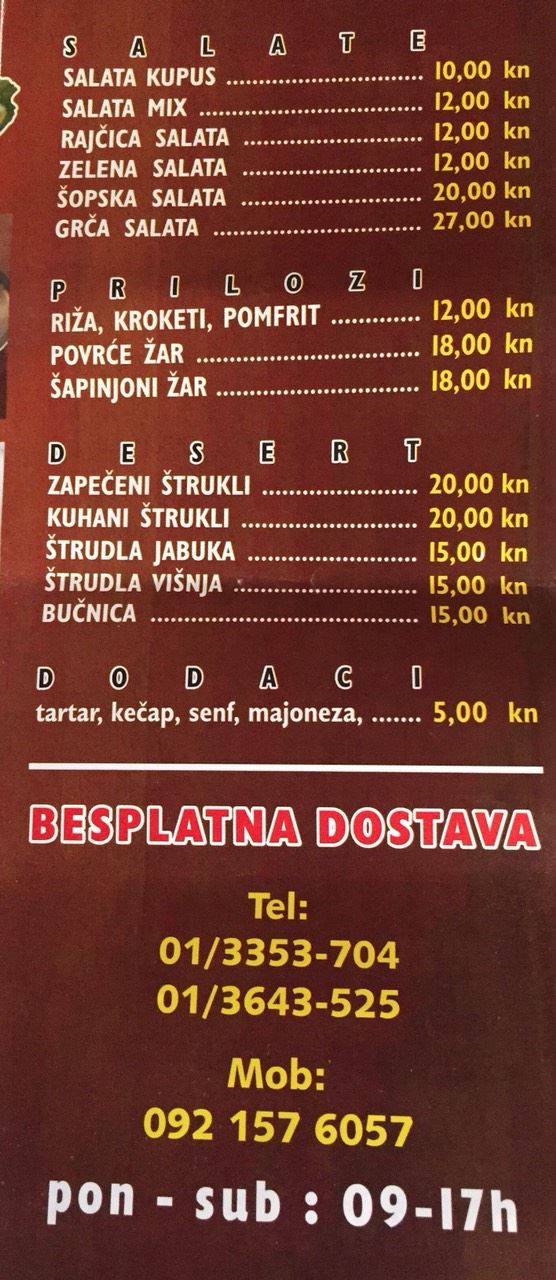 S A L A T E
SALATA KUPUS ............................ 10,00 kn
SALATA MIX ................................ 12,00 kn
RAJČICA SALATA ......................... 12,00 kn
ZELENA SALATA ......................... 12,00 kn
ŠOPSKA SALATA ......................... 20,00 kn
GRČA SALATA ............................. 27,00 kn
P R I L O Z I
RIŽA, KROKETI, POMFRIT ............. 12,00 kn
POVRĆE ŽAR ................................ 18,00 kn
ŠAPINJONI ŽAR ............................. 18,00 kn
D E S E R T
ZAPEČENI ŠTRUKLI ...................... 20,00 kn
KUHANI ŠTRUKLI ......................... 20,00 kn
ŠTRUDLA JABUKA ........................ 15,00 kn
ŠTRUDLA VIŠNJA .......................... 15,00 kn
BUČNICA ...................................... 15,00 kn
D O D A C I
tartar, kečap, senf, majoneza, ....... 5,00 kn
BESPLATNA DOSTAVA
Tel:
01/3353-704
01/3643-525
Mob:
092 157 6057
pon - sub : 09-17h